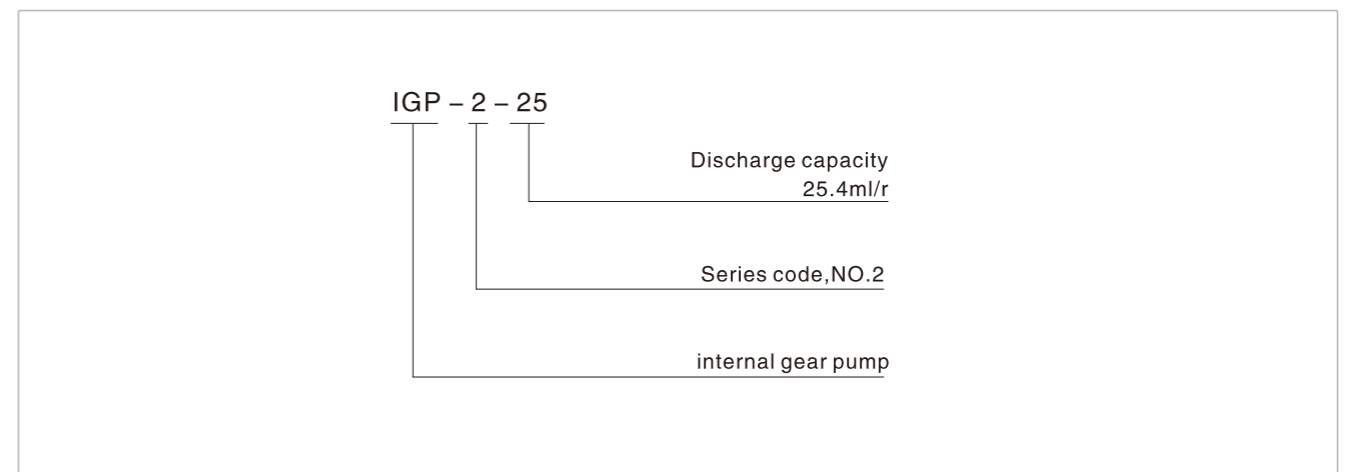 IGP – 2 – 25
Discharge capacity
25.4ml/r
Series code,NO.2
internal gear pump